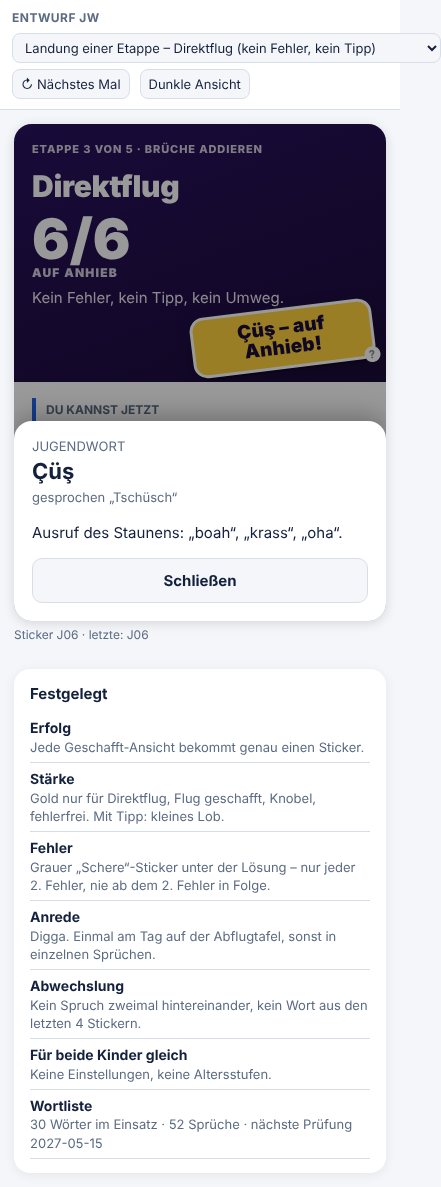 ENTWURF JW
Landung einer Etappe – Direktflug (kein Fehler, kein Tipp)
↻ Nächstes Mal
Dunkle Ansicht
ETAPPE 3 VON 5 · BRÜCHE ADDIEREN
Direktflug
6/6
AUF ANHIEB
Kein Fehler, kein Tipp, kein Umweg.
Çüş – auf
Anhieb!
?
DU KANNST JETZT
JUGENDWORT
Çüş
gesprochen „Tschüsch“
Ausruf des Staunens: „boah“, „krass“, „oha“.
Schließen
Sticker J06 · letzte: J06
Festgelegt
Erfolg
Jede Geschafft-Ansicht bekommt genau einen Sticker.
Stärke
Gold nur für Direktflug, Flug geschafft, Knobel,
fehlerfrei. Mit Tipp: kleines Lob.
Fehler
Grauer „Schere“-Sticker unter der Lösung – nur jeder
2. Fehler, nie ab dem 2. Fehler in Folge.
Anrede
Digga. Einmal am Tag auf der Abflugtafel, sonst in
einzelnen Sprüchen.
Abwechslung
Kein Spruch zweimal hintereinander, kein Wort aus den
letzten 4 Stickern.
Für beide Kinder gleich
Keine Einstellungen, keine Altersstufen.
Wortliste
30 Wörter im Einsatz · 52 Sprüche · nächste Prüfung
2027-05-15